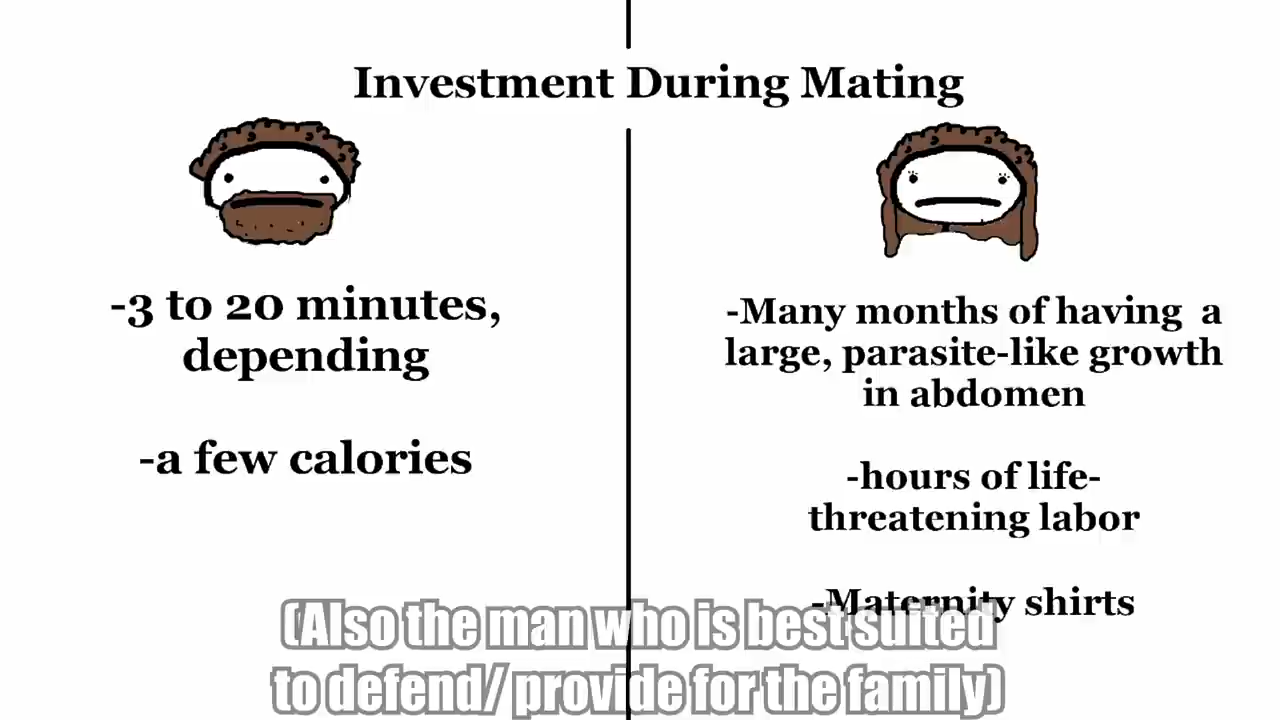 Investment During Mating
-3 to 20 minutes,
depending
-a few calories
-Many months of having a
large, parasite-like growth
in abdomen
-hours of life-
threatening labor
-Maternity shirts
(Also the man who is best suited
to defend/ provide for the family)